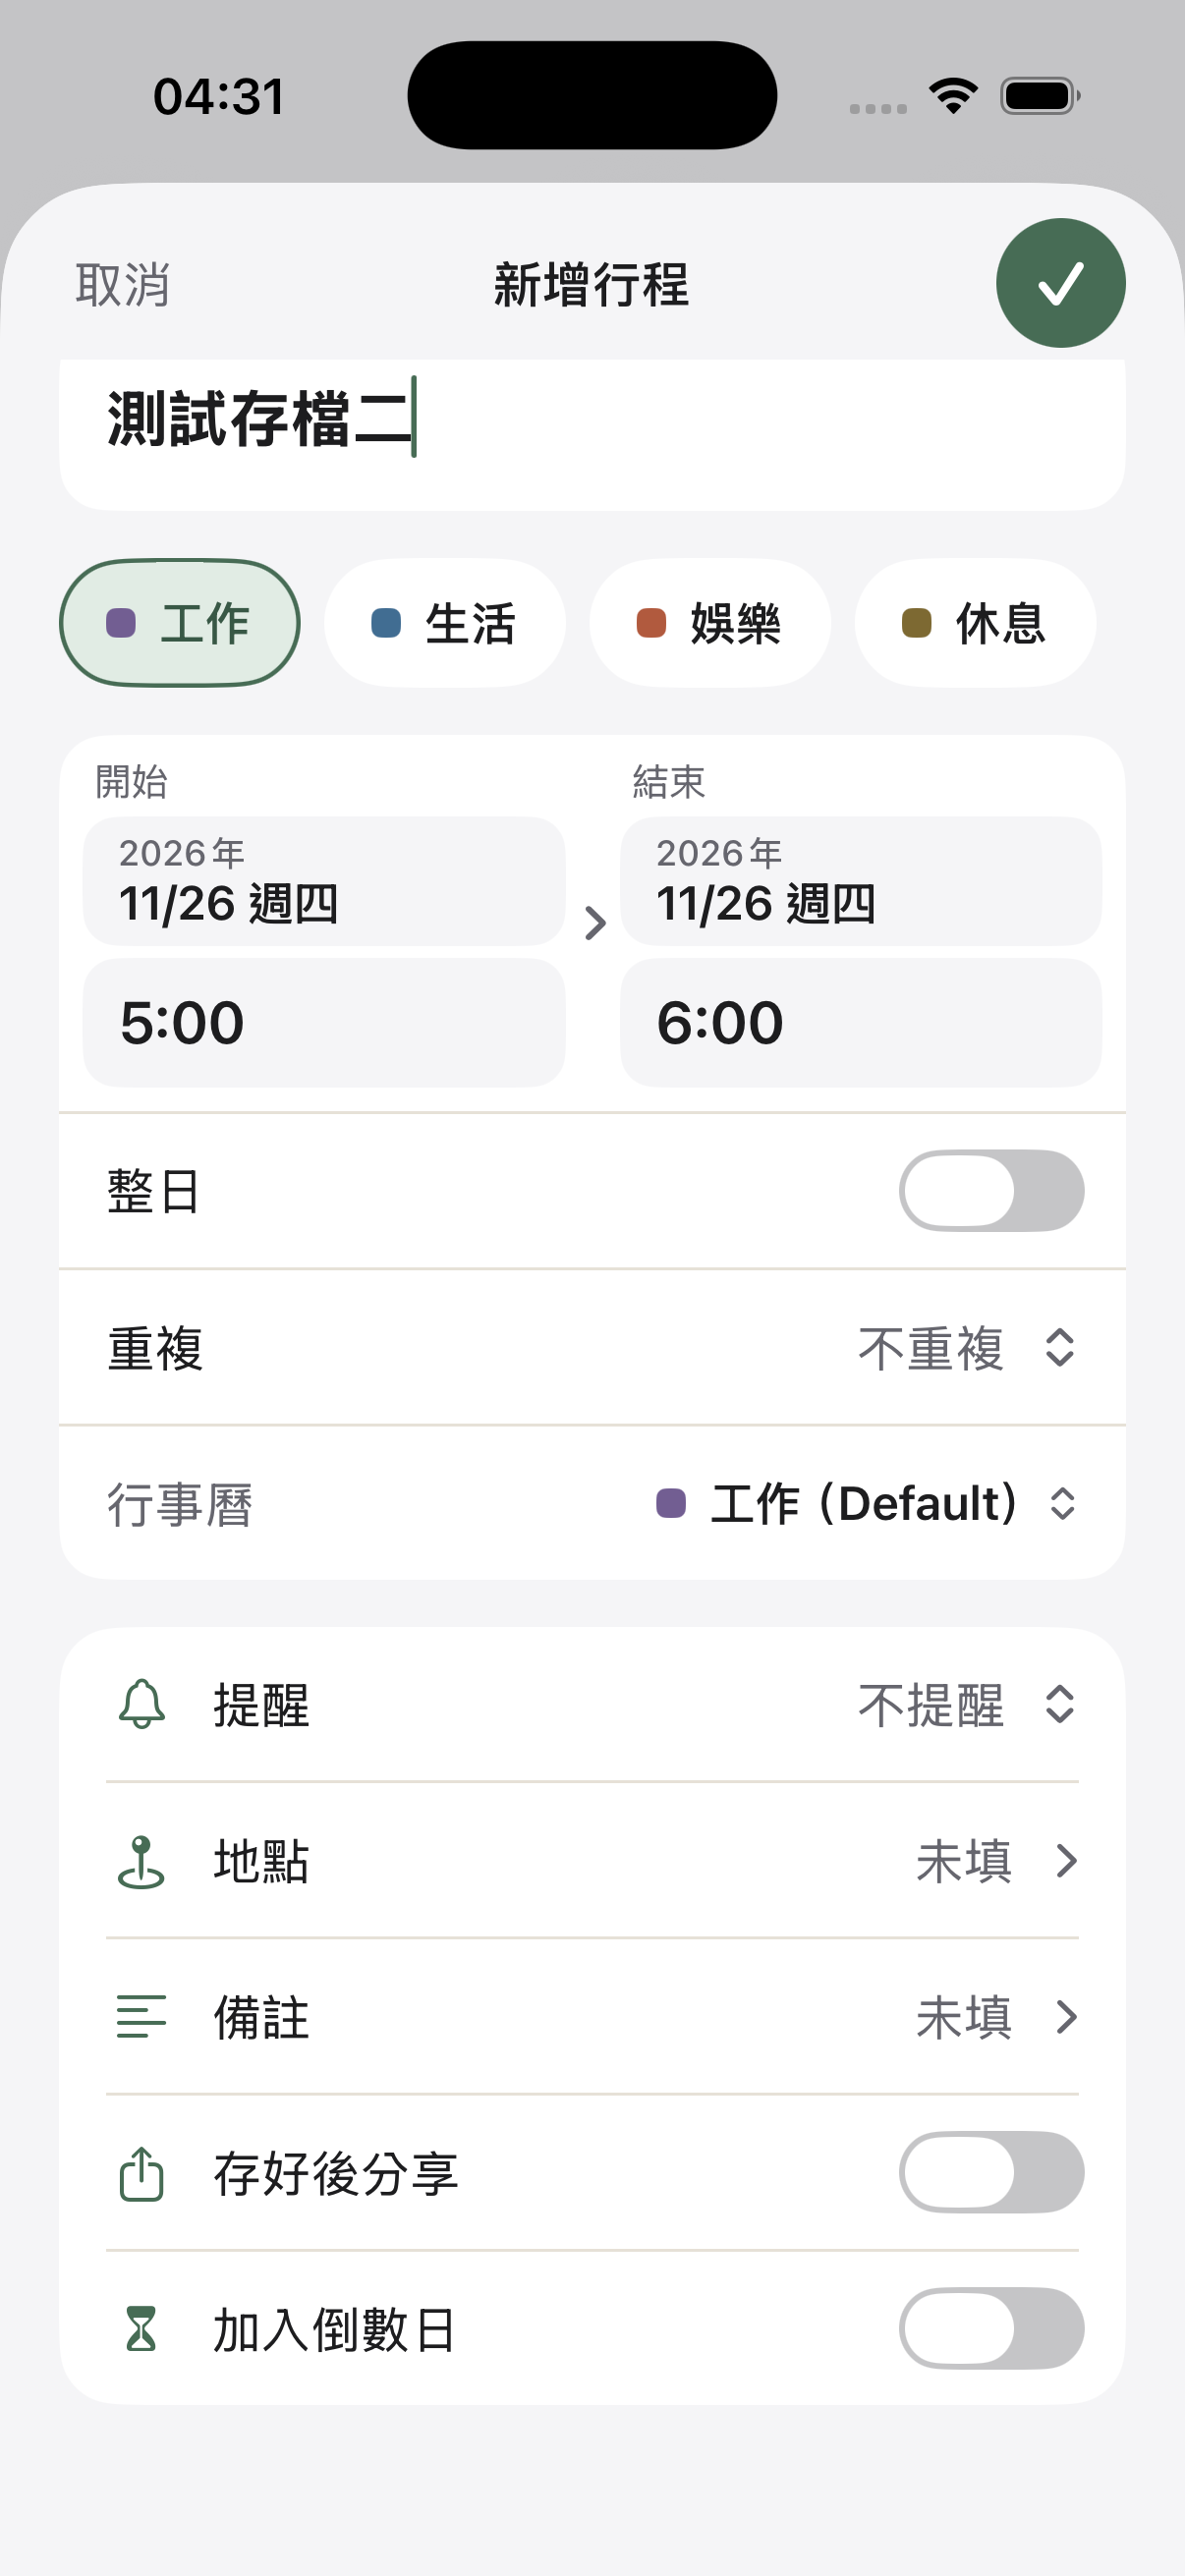 04:31
取消
新增行程
測試存檔二
工作
生活
娛樂
休息
開始
結束
2026年
11/26 週四
2026年
11/26 週四
5:00
6:00
整日
重複
不重複
行事曆
工作（Default）
提醒
不提醒
地點
未填
備註
未填
存好後分享
加入倒數日